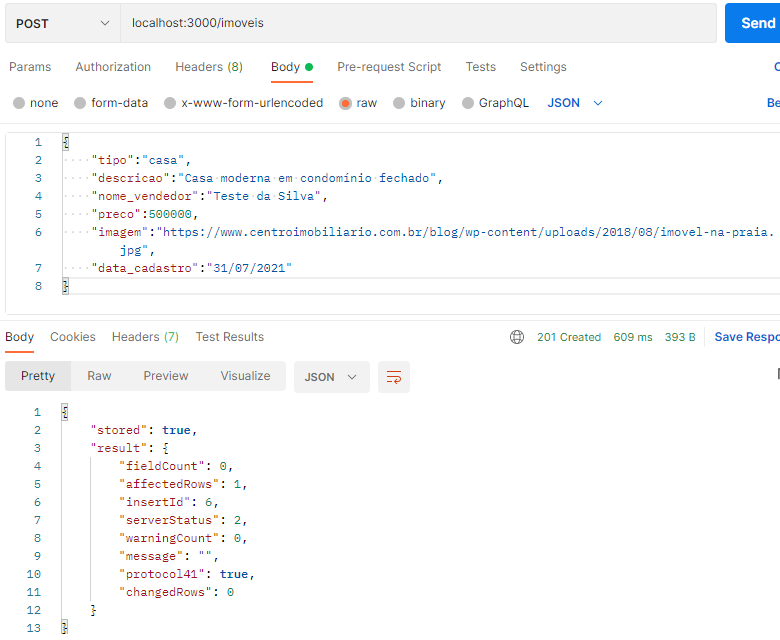 POST localhost:3000/imoveis Send
Params Authorization Headers (8) Body Pre-request Script Tests Settings
none form-data x-www-form-urlencoded raw binary GraphQL JSON Be
1 {
2 "tipo":"casa",
3 "descricao":"Casa moderna em condomínio fechado",
4 "nome_vendedor":"Teste da Silva",
5 "preco":500000,
6 "imagem":"https://www.centroimobiliario.com.br/blog/wp-content/uploads/2018/08/imovel-na-praia.
jpg",
7 "data_cadastro":"31/07/2021"
8 }
Body Cookies Headers (7) Test Results 201 Created 609 ms 393 B Save Respo
Pretty Raw Preview Visualize JSON
1 {
2 "stored": true,
3 "result": {
4 "fieldCount": 0,
5 "affectedRows": 1,
6 "insertId": 6,
7 "serverStatus": 2,
8 "warningCount": 0,
9 "message": "",
10 "protocol41": true,
11 "changedRows": 0
12 }
13 }